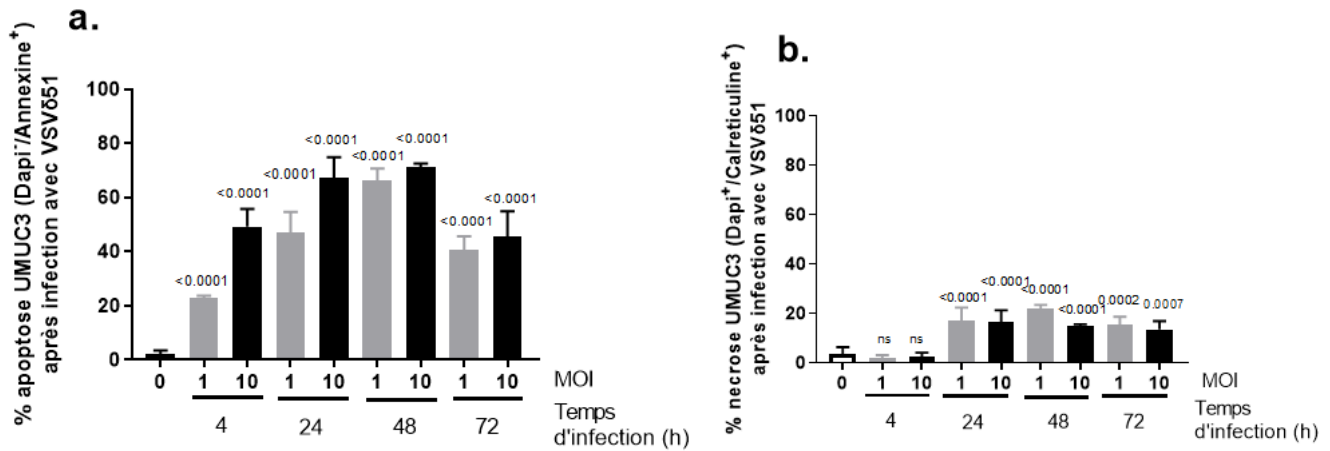 a.
% apoptose UMUC3 (Dapi⁻/Annexine⁺)
après infection avec VSVδ51
100
80
60
40
20
0
<0.0001
<0.0001
<0.0001
<0.0001
<0.0001
<0.0001
<0.0001
<0.0001
0 1 10 1 10 1 10 1 10 MOI
4 24 48 72 Temps
d'infection (h)
b.
% necrose UMUC3 (Dapi⁺/Calreticuline⁺)
après infection avec VSVδ51
100
80
60
40
20
0
ns
ns
<0.0001
<0.0001
<0.0001
<0.0001
0.0002
0.0007
0 1 10 1 10 1 10 1 10 MOI
4 24 48 72 Temps
d'infection (h)